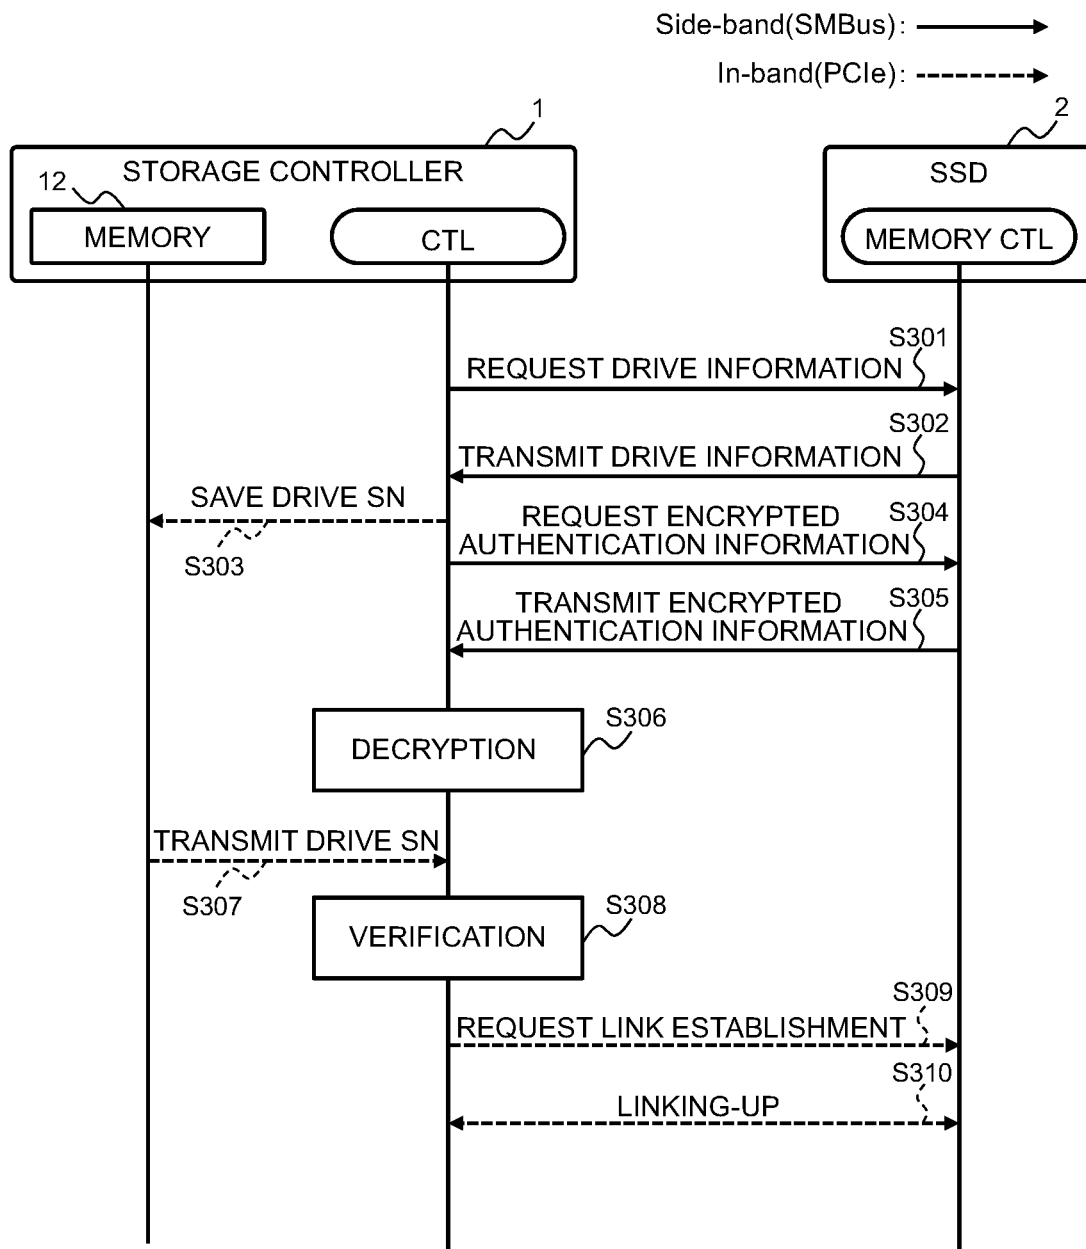 Side-band(SMBus):
In-band(PCIe):
1
2
STORAGE CONTROLLER
SSD
12
MEMORY
CTL
MEMORY CTL
S301
REQUEST DRIVE INFORMATION
S302
TRANSMIT DRIVE INFORMATION
SAVE DRIVE SN
S303
REQUEST ENCRYPTED
AUTHENTICATION INFORMATION
S304
TRANSMIT ENCRYPTED
AUTHENTICATION INFORMATION
S305
DECRYPTION
S306
TRANSMIT DRIVE SN
S307
VERIFICATION
S308
S309
REQUEST LINK ESTABLISHMENT
S310
LINKING-UP